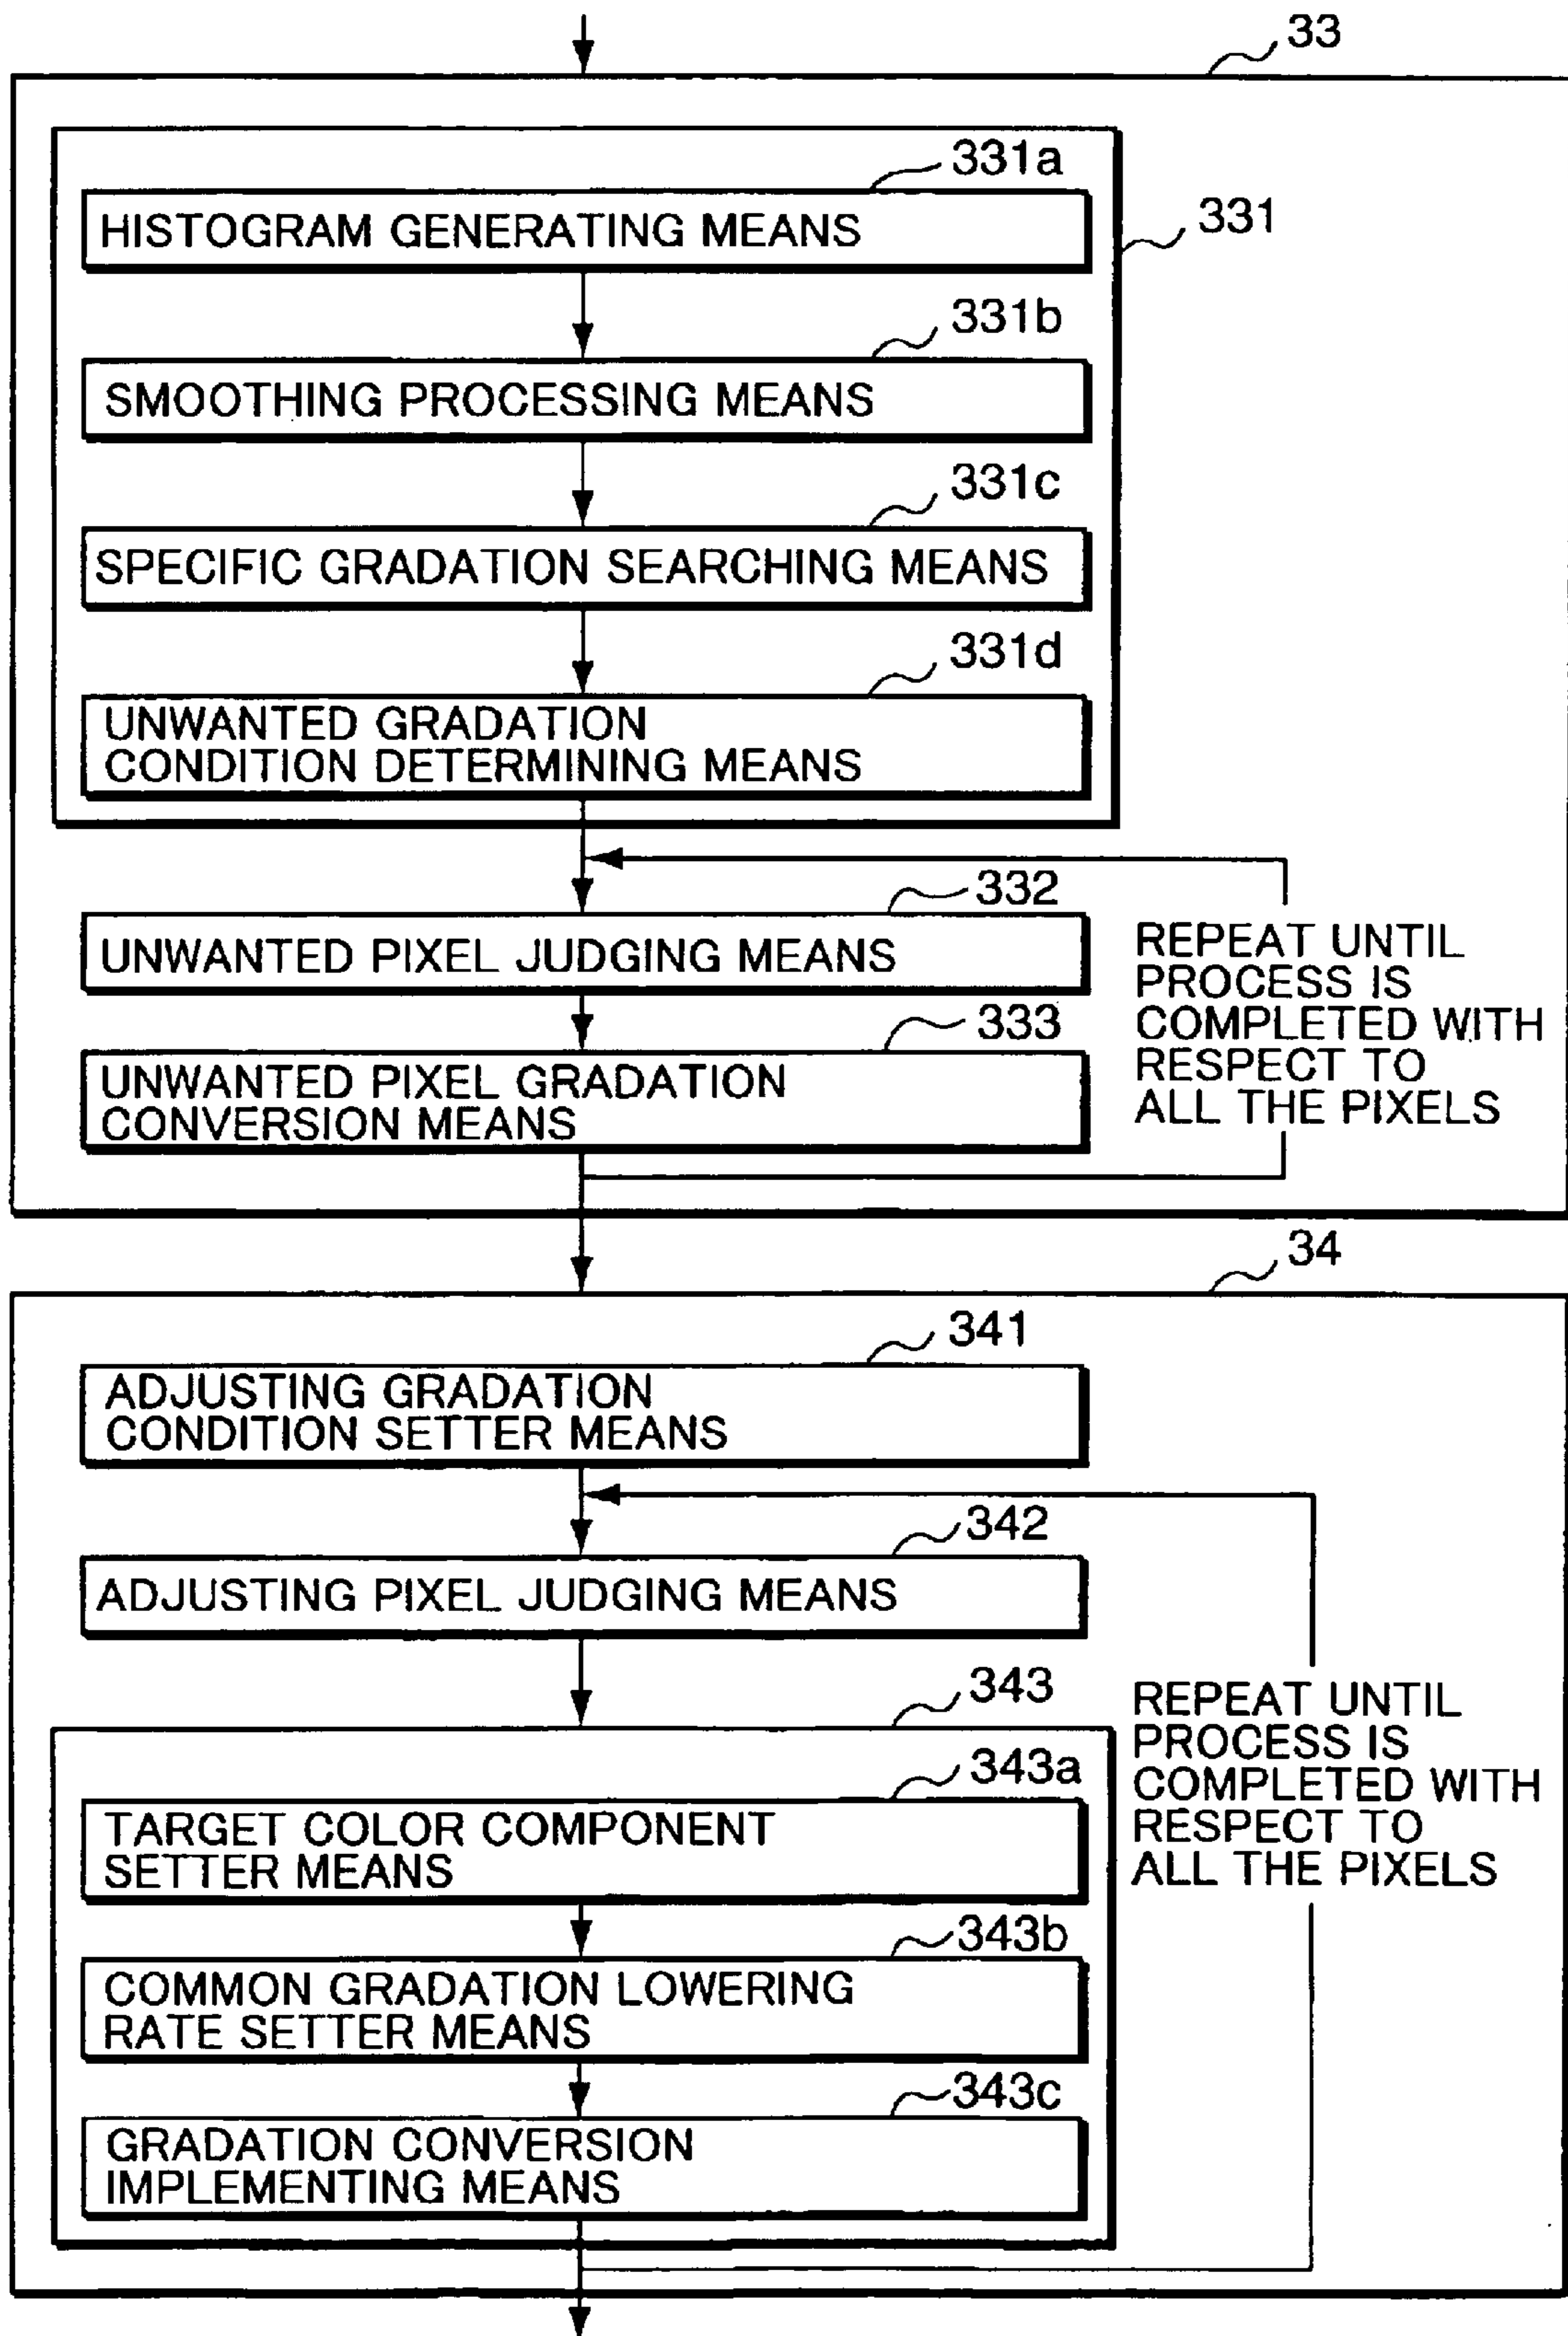 33
331a
HISTOGRAM GENERATING MEANS
331
331b
SMOOTHING PROCESSING MEANS
331c
SPECIFIC GRADATION SEARCHING MEANS
331d
UNWANTED GRADATION
CONDITION DETERMINING MEANS
332
UNWANTED PIXEL JUDGING MEANS
333
UNWANTED PIXEL GRADATION
CONVERSION MEANS
REPEAT UNTIL
PROCESS IS
COMPLETED WITH
RESPECT TO
ALL THE PIXELS
34
341
ADJUSTING GRADATION
CONDITION SETTER MEANS
342
ADJUSTING PIXEL JUDGING MEANS
343
343a
TARGET COLOR COMPONENT
SETTER MEANS
343b
COMMON GRADATION LOWERING
RATE SETTER MEANS
343c
GRADATION CONVERSION
IMPLEMENTING MEANS
REPEAT UNTIL
PROCESS IS
COMPLETED WITH
RESPECT TO
ALL THE PIXELS